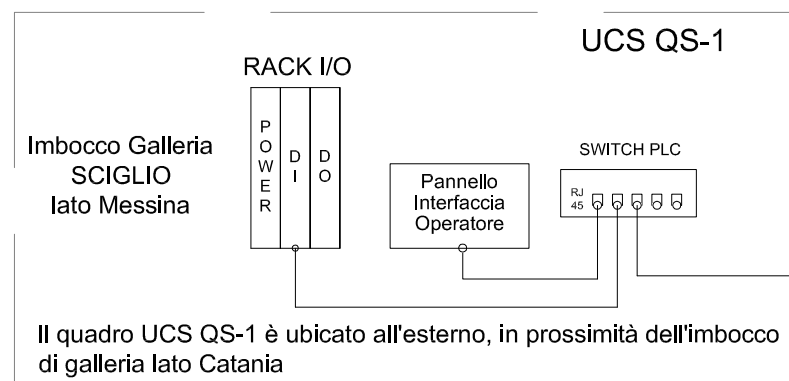 UCS QS-1
RACK I/O
POWER
DI
DO
Imbocco Galleria
SCIGLIO
lato Messina
Pannello
Interfaccia
Operatore
SWITCH PLC
RJ
45
Il quadro UCS QS-1 è ubicato all'esterno, in prossimità dell'imbocco
di galleria lato Catania